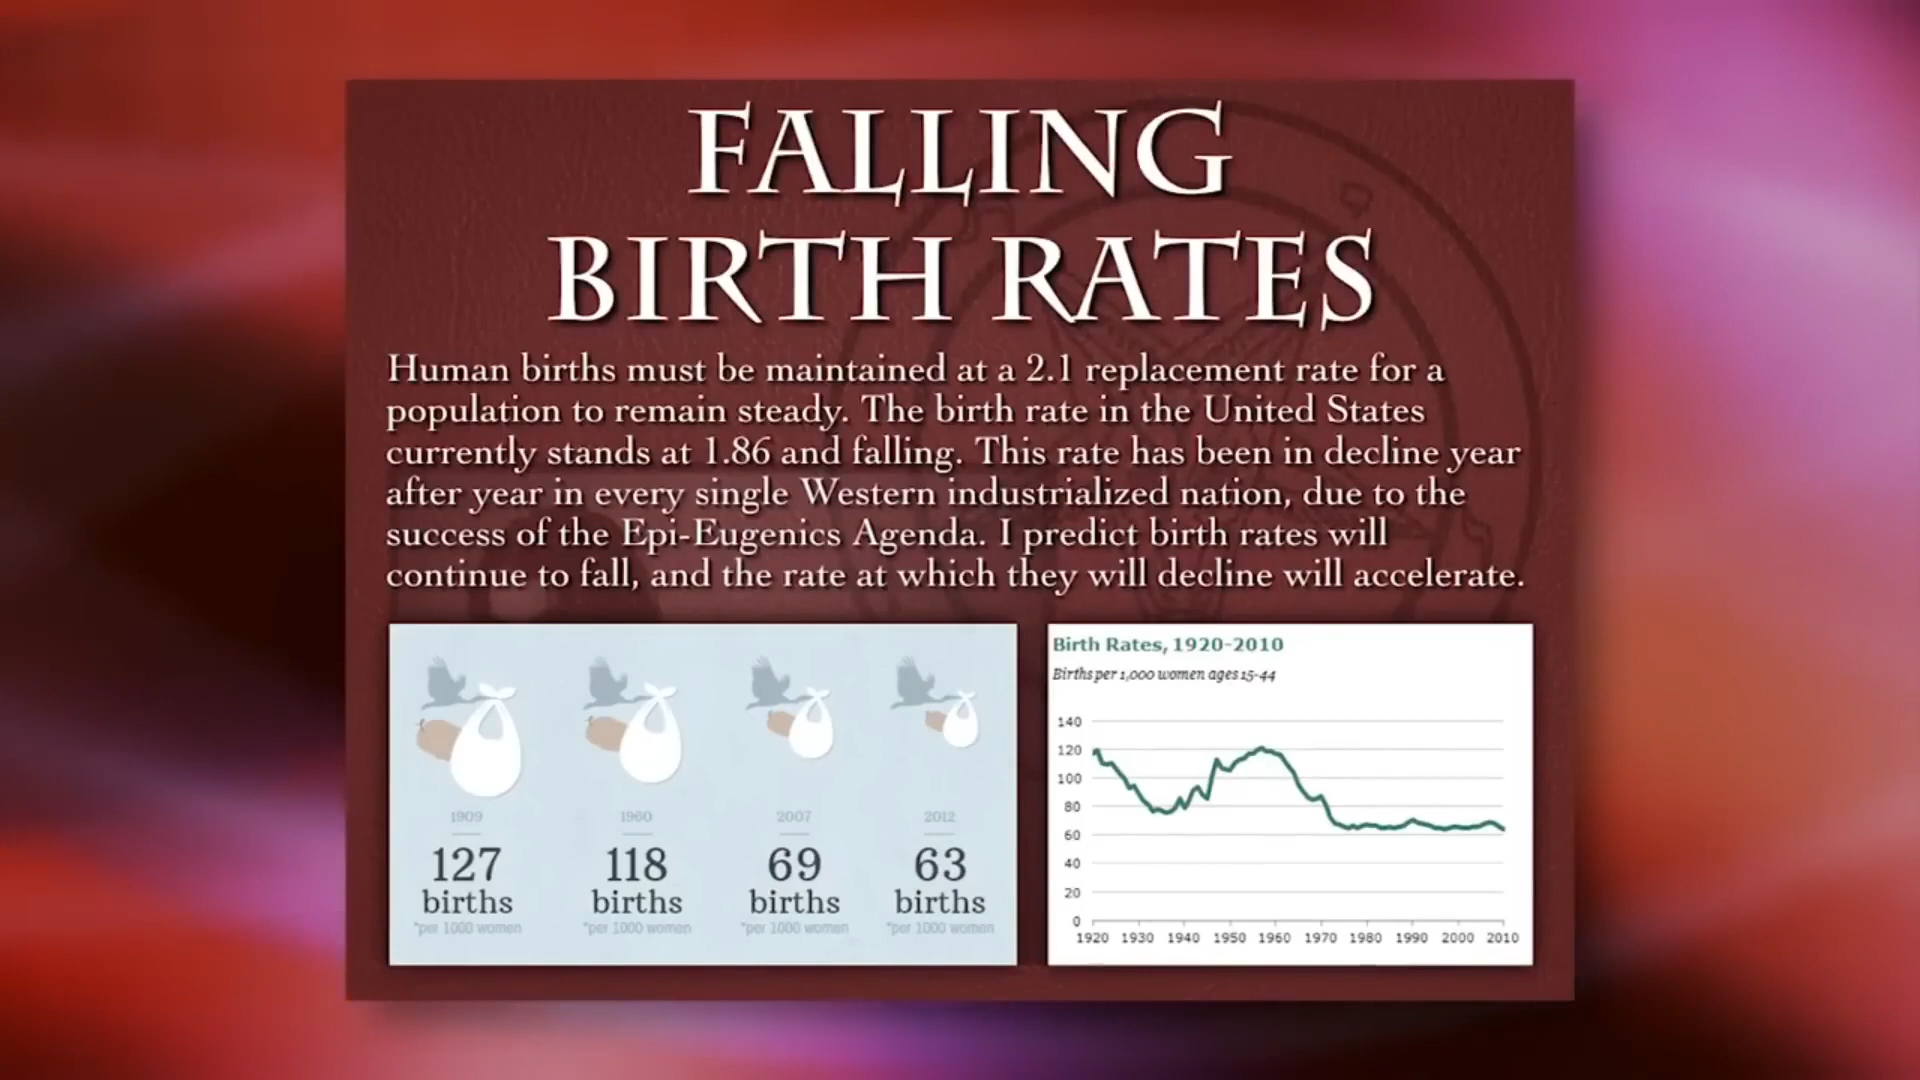 FALLING
BIRTH RATES
Human births must be maintained at a 2.1 replacement rate for a
population to remain steady. The birth rate in the United States
currently stands at 1.86 and falling. This rate has been in decline year
after year in every single Western industrialized nation, due to the
success of the Epi-Eugenics Agenda. I predict birth rates will
continue to fall, and the rate at which they will decline will accelerate.
1909 1960 2007 2012
127 118 69 63
births births births births
*per 1000 women *per 1000 women *per 1000 women *per 1000 women
Birth Rates, 1920-2010
Births per 1,000 women ages 15-44
140
120
100
80
60
40
20
0
1920 1930 1940 1950 1960 1970 1980 1990 2000 2010